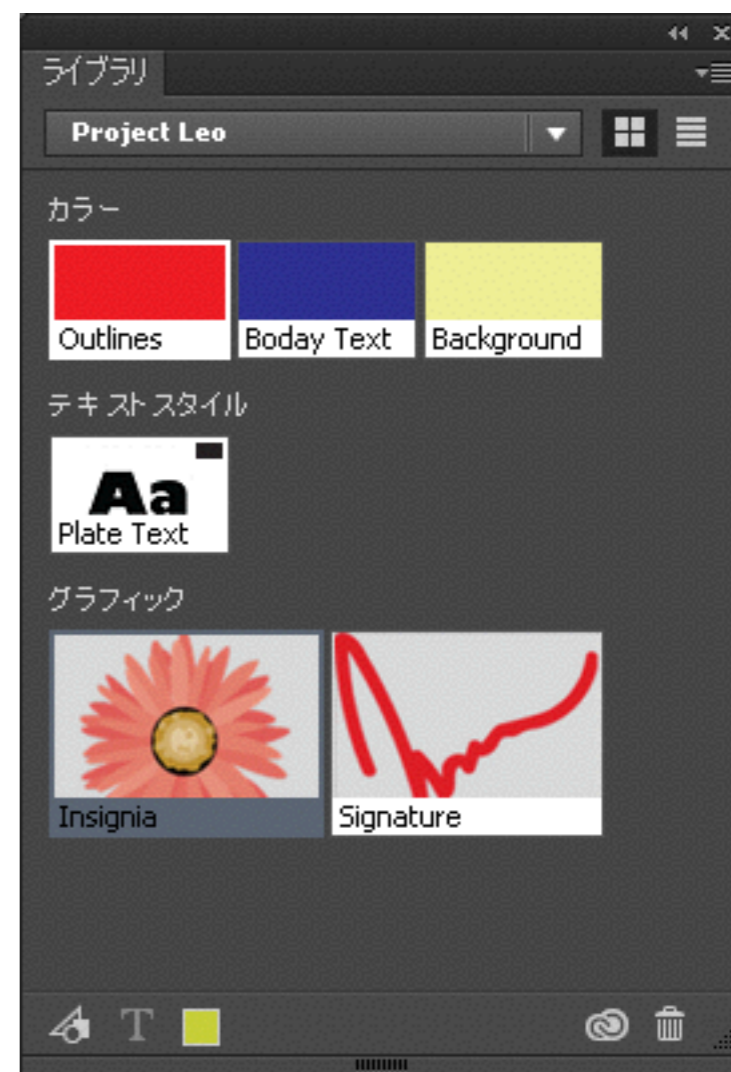 ライブラリ
Project Leo
カラー
Outlines Boday Text Background
テキストスタイル
Aa
Plate Text
グラフィック
Insignia Signature
T